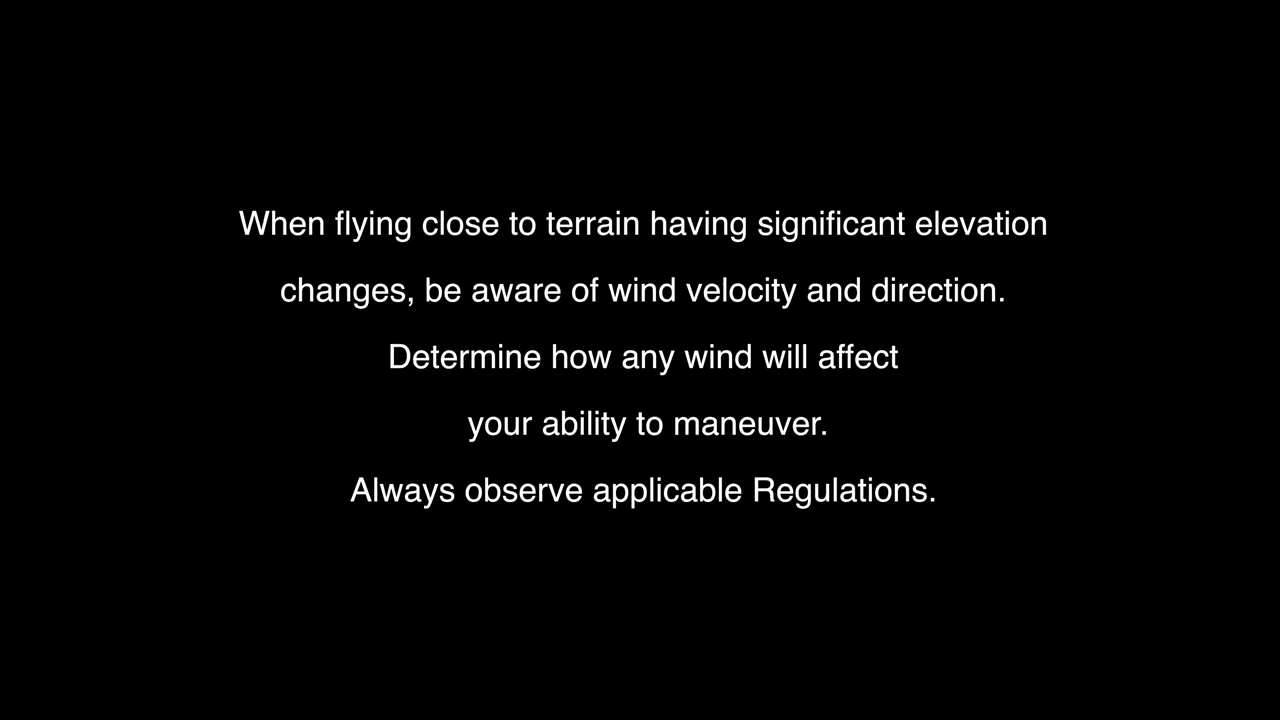 When flying close to terrain having significant elevation
changes, be aware of wind velocity and direction.
Determine how any wind will affect
your ability to maneuver.
Always observe applicable Regulations.